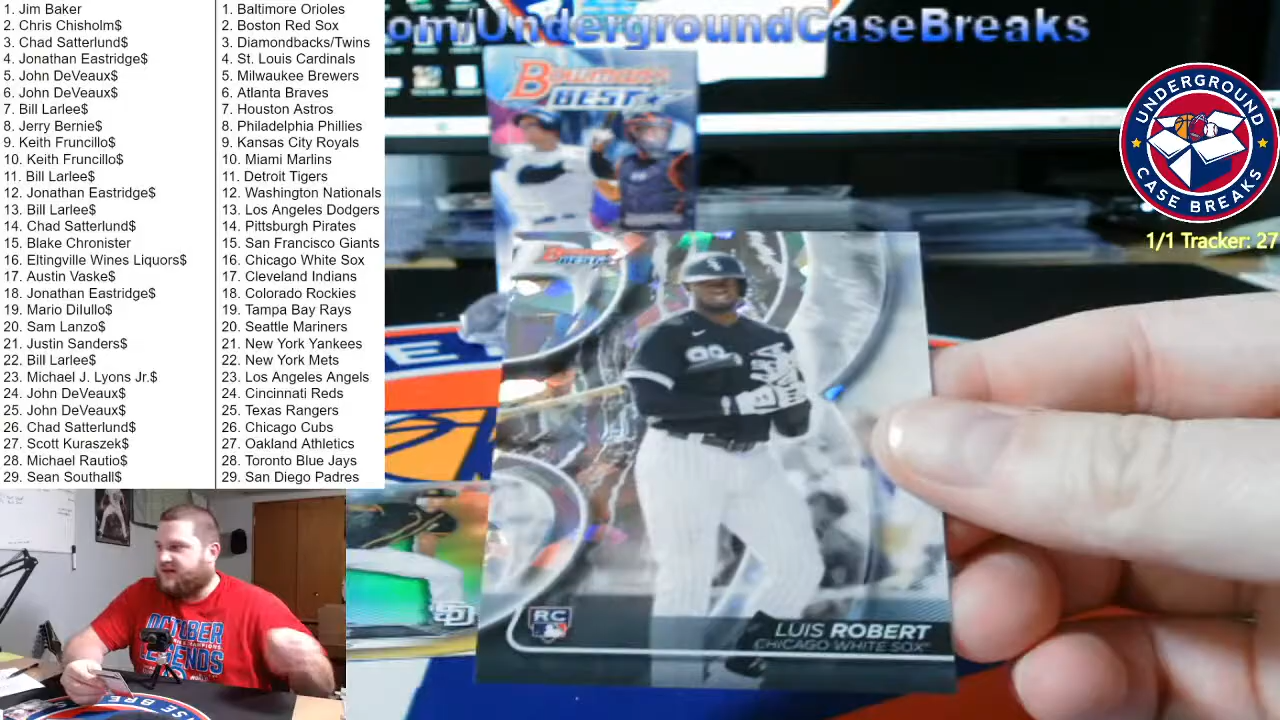 1. Jim Baker
2. Chris Chisholm$
3. Chad Satterlund$
4. Jonathan Eastridge$
5. John DeVeaux$
6. John DeVeaux$
7. Bill Larlee$
8. Jerry Bernie$
9. Keith Fruncillo$
10. Keith Fruncillo$
11. Bill Larlee$
12. Jonathan Eastridge$
13. Bill Larlee$
14. Chad Satterlund$
15. Blake Chronister
16. Eltingville Wines Liquors$
17. Austin Vaske$
18. Jonathan Eastridge$
19. Mario Dilullo$
20. Sam Lanzo$
21. Justin Sanders$
22. Bill Larlee$
23. Michael J. Lyons Jr.$
24. John DeVeaux$
25. John DeVeaux$
26. Chad Satterlund$
27. Scott Kuraszek$
28. Michael Rautio$
29. Sean Southall$
1. Baltimore Orioles
2. Boston Red Sox
3. Diamondbacks/Twins
4. St. Louis Cardinals
5. Milwaukee Brewers
6. Atlanta Braves
7. Houston Astros
8. Philadelphia Phillies
9. Kansas City Royals
10. Miami Marlins
11. Detroit Tigers
12. Washington Nationals
13. Los Angeles Dodgers
14. Pittsburgh Pirates
15. San Francisco Giants
16. Chicago White Sox
17. Cleveland Indians
18. Colorado Rockies
19. Tampa Bay Rays
20. Seattle Mariners
21. New York Yankees
22. New York Mets
23. Los Angeles Angels
24. Cincinnati Reds
25. Texas Rangers
26. Chicago Cubs
27. Oakland Athletics
28. Toronto Blue Jays
29. San Diego Padres
om/UndergroundCaseBreaks
UNDERGROUND
CASE BREAKS
1/1 Tracker: 27
BOWMAN'S
BEST
BOWMAN'S
BEST
RC
LUIS ROBERT
CHICAGO WHITE SOX
SD
OCTOBER
LEGENDS
SE BRE